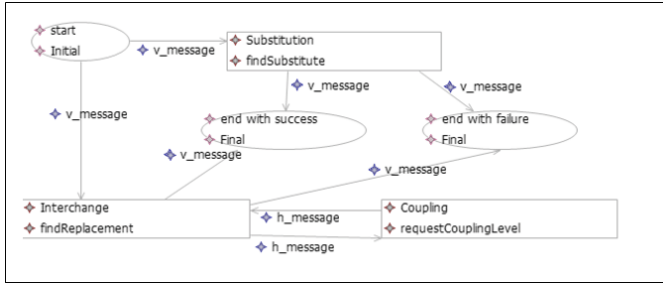 start
Initial
v_message
Substitution
findSubstitute
v_message
v_message
v_message
end with success
Final
end with failure
Final
v_message
v_message
Interchange
findReplacement
h_message
h_message
Coupling
requestCouplingLevel